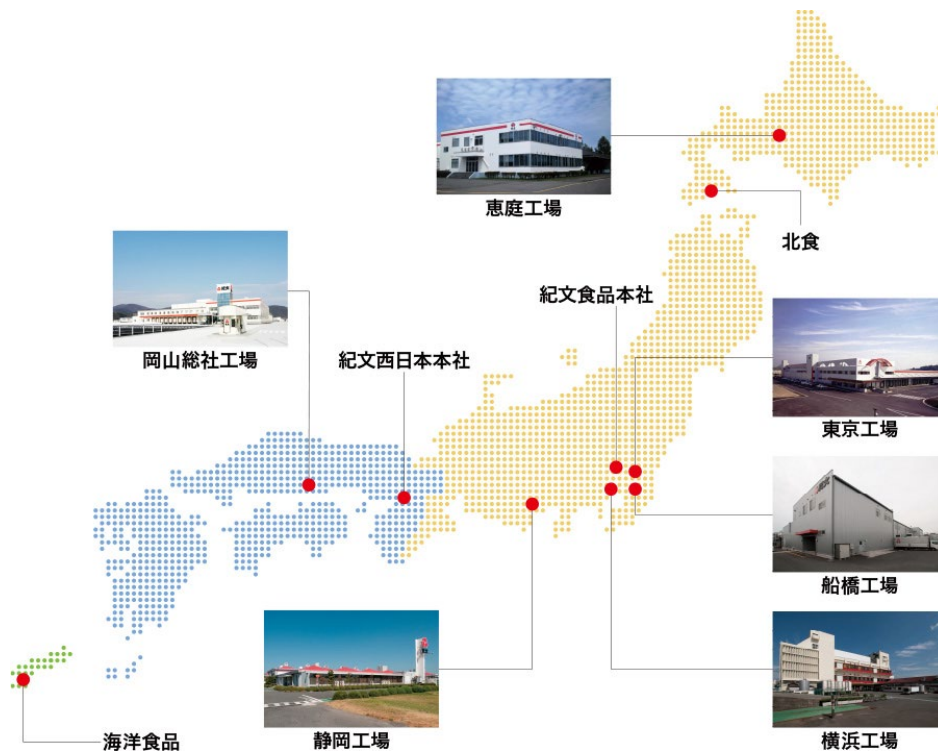 恵庭工場
北食
岡山総社工場
紀文西日本本社
紀文食品本社
東京工場
船橋工場
静岡工場
横浜工場
海洋食品